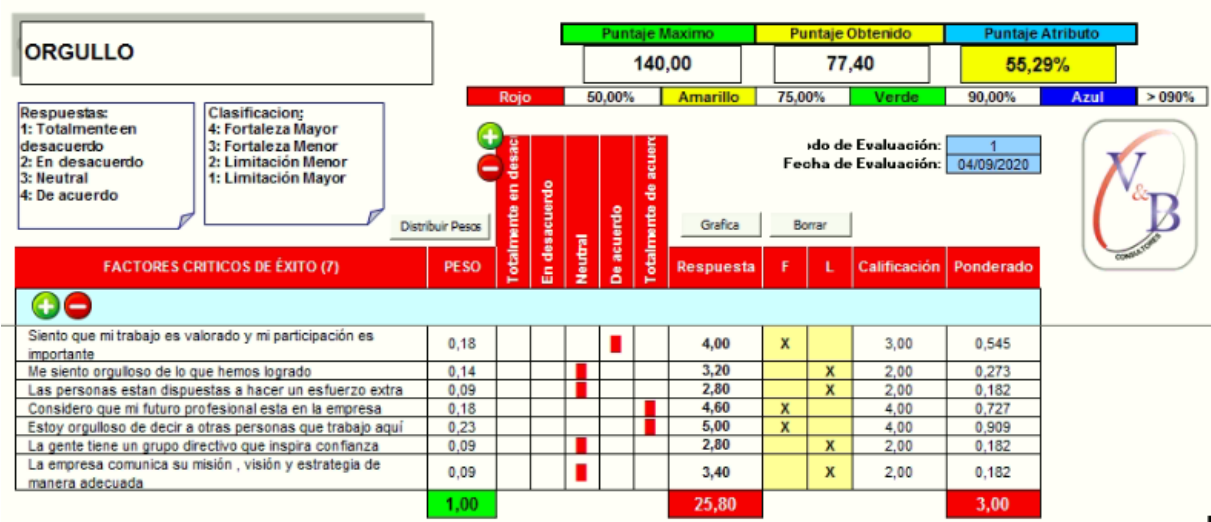 ORGULLO
Puntaje Maximo Puntaje Obtenido Puntaje Atributo
140,00 77,40 55,29%
Rojo 50,00% Amarillo 75,00% Verde 90,00% Azul > 090%
Respuestas:
1: Totalmente en
desacuerdo
2: En desacuerdo
3: Neutral
4: De acuerdo
Clasificacion:
4: Fortaleza Mayor
3: Fortaleza Menor
2: Limitación Menor
1: Limitación Mayor
de Evaluación: 1
Fecha de Evaluación: 04/09/2020
V&B
CONSULTORES
Distribuir Pesos
Grafica Borrar
FACTORES CRITICOS DE ÉXITO (7) PESO Totalmente en En desacuerdo Neutral De acuerdo Totalmente de Respuesta F L Calificación Ponderado
Siento que mi trabajo es valorado y mi participación es
importante 0,18 4,00 X 3,00 0,545
Me siento orgulloso de lo que hemos logrado 0,14 3,20 X 2,00 0,273
Las personas estan dispuestas a hacer un esfuerzo extra 0,09 2,80 X 2,00 0,182
Considero que mi futuro profesional esta en la empresa 0,18 4,60 X 4,00 0,727
Estoy orgulloso de decir a otras personas que trabajo aquí 0,23 5,00 X 4,00 0,909
La gente tiene un grupo directivo que inspira confianza 0,09 2,80 X 2,00 0,182
La empresa comunica su misión , visión y estrategia de
manera adecuada 0,09 3,40 X 2,00 0,182
1,00 25,80 3,00